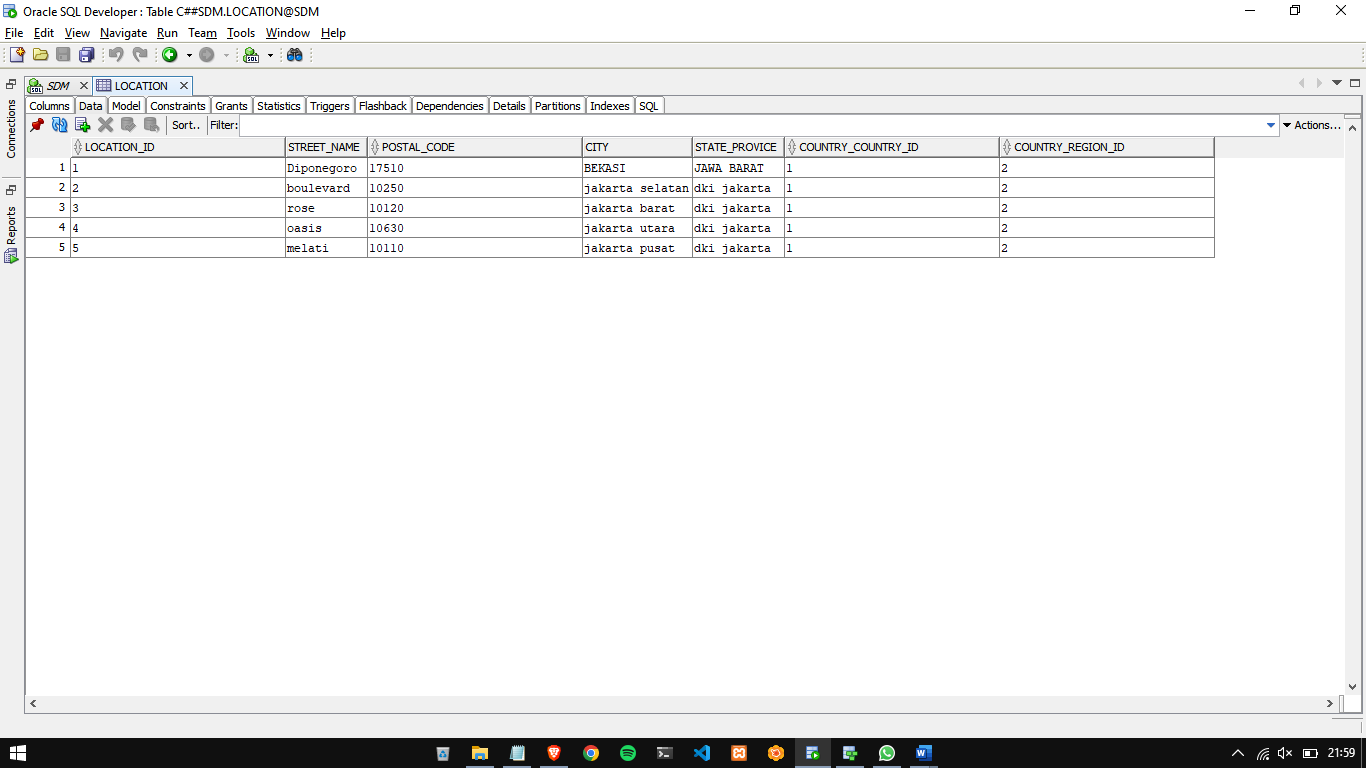 Oracle SQL Developer : Table C##SDM.LOCATION@SDM
File Edit View Navigate Run Team Tools Window Help
SDM LOCATION
Columns Data Model Constraints Grants Statistics Triggers Flashback Dependencies Details Partitions Indexes SQL
Sort.. Filter: Actions...
Connections
Reports
LOCATION_ID STREET_NAME POSTAL_CODE CITY STATE_PROVICE COUNTRY_COUNTRY_ID COUNTRY_REGION_ID
1 1 Diponegoro 17510 BEKASI JAWA BARAT 1 2
2 2 boulevard 10250 jakarta selatan dki jakarta 1 2
3 3 rose 10120 jakarta barat dki jakarta 1 2
4 4 oasis 10630 jakarta utara dki jakarta 1 2
5 5 melati 10110 jakarta pusat dki jakarta 1 2
21:59